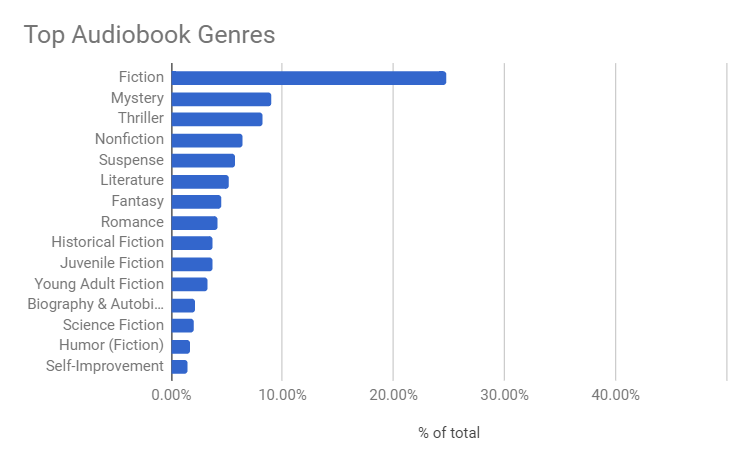 Top Audiobook Genres
Fiction
Mystery
Thriller
Nonfiction
Suspense
Literature
Fantasy
Romance
Historical Fiction
Juvenile Fiction
Young Adult Fiction
Biography & Autobi...
Science Fiction
Humor (Fiction)
Self-Improvement
0.00% 10.00% 20.00% 30.00% 40.00%
% of total